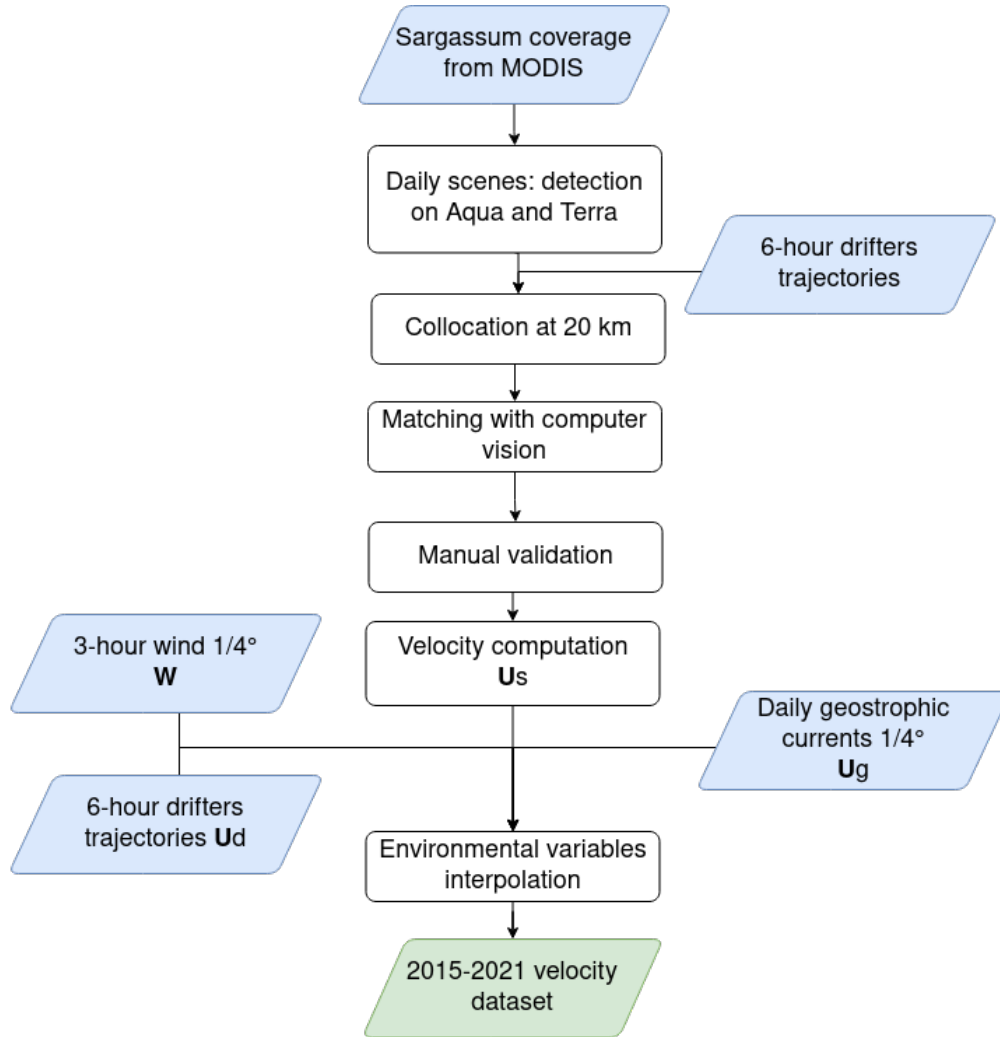 Sargassum coverage
from MODIS
Daily scenes: detection
on Aqua and Terra
6-hour drifters
trajectories
Collocation at 20 km
Matching with computer
vision
Manual validation
3-hour wind 1/4°
W
Velocity computation
Us
Daily geostrophic
currents 1/4°
Ug
6-hour drifters
trajectories Ud
Environmental variables
interpolation
2015-2021 velocity
dataset